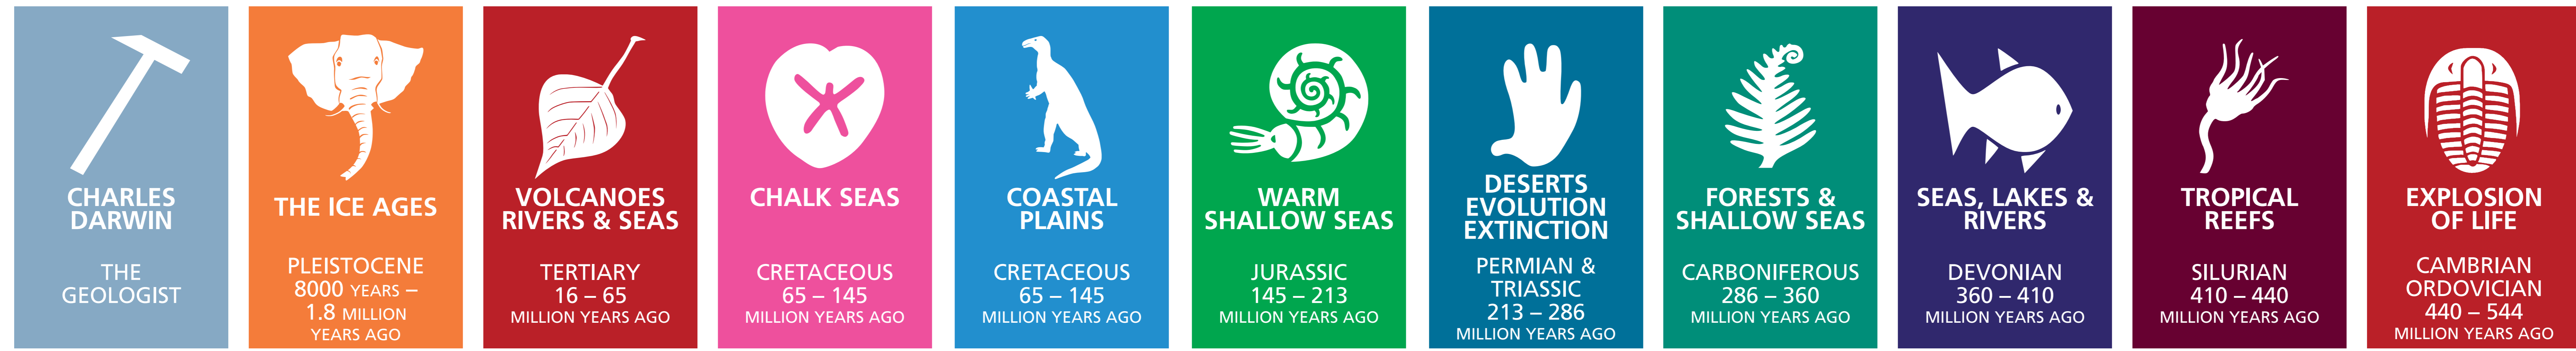 CHARLES
DARWIN
THE
GEOLOGIST
THE ICE AGES
PLEISTOCENE
8000 YEARS –
1.8 MILLION
YEARS AGO
VOLCANOES
RIVERS & SEAS
TERTIARY
16 – 65
MILLION YEARS AGO
CHALK SEAS
CRETACEOUS
65 – 145
MILLION YEARS AGO
COASTAL
PLAINS
CRETACEOUS
65 – 145
MILLION YEARS AGO
WARM
SHALLOW SEAS
JURASSIC
145 – 213
MILLION YEARS AGO
DESERTS
EVOLUTION
EXTINCTION
PERMIAN &
TRIASSIC
213 – 286
MILLION YEARS AGO
FORESTS &
SHALLOW SEAS
CARBONIFEROUS
286 – 360
MILLION YEARS AGO
SEAS, LAKES &
RIVERS
DEVONIAN
360 – 410
MILLION YEARS AGO
TROPICAL
REEFS
SILURIAN
410 – 440
MILLION YEARS AGO
EXPLOSION
OF LIFE
CAMBRIAN
ORDOVICIAN
440 – 544
MILLION YEARS AGO